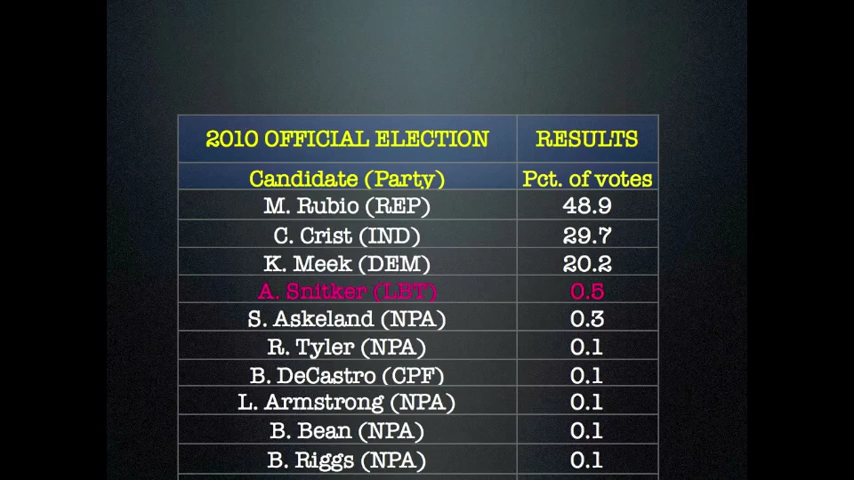 2010 OFFICIAL ELECTION RESULTS
Candidate (Party) Pct. of votes
M. Rubio (REP) 48.9
C. Crist (IND) 29.7
K. Meek (DEM) 20.2
A. Snitker (LBT) 0.5
S. Askeland (NPA) 0.3
R. Tyler (NPA) 0.1
B. DeCastro (CPF) 0.1
L. Armstrong (NPA) 0.1
B. Bean (NPA) 0.1
B. Riggs (NPA) 0.1